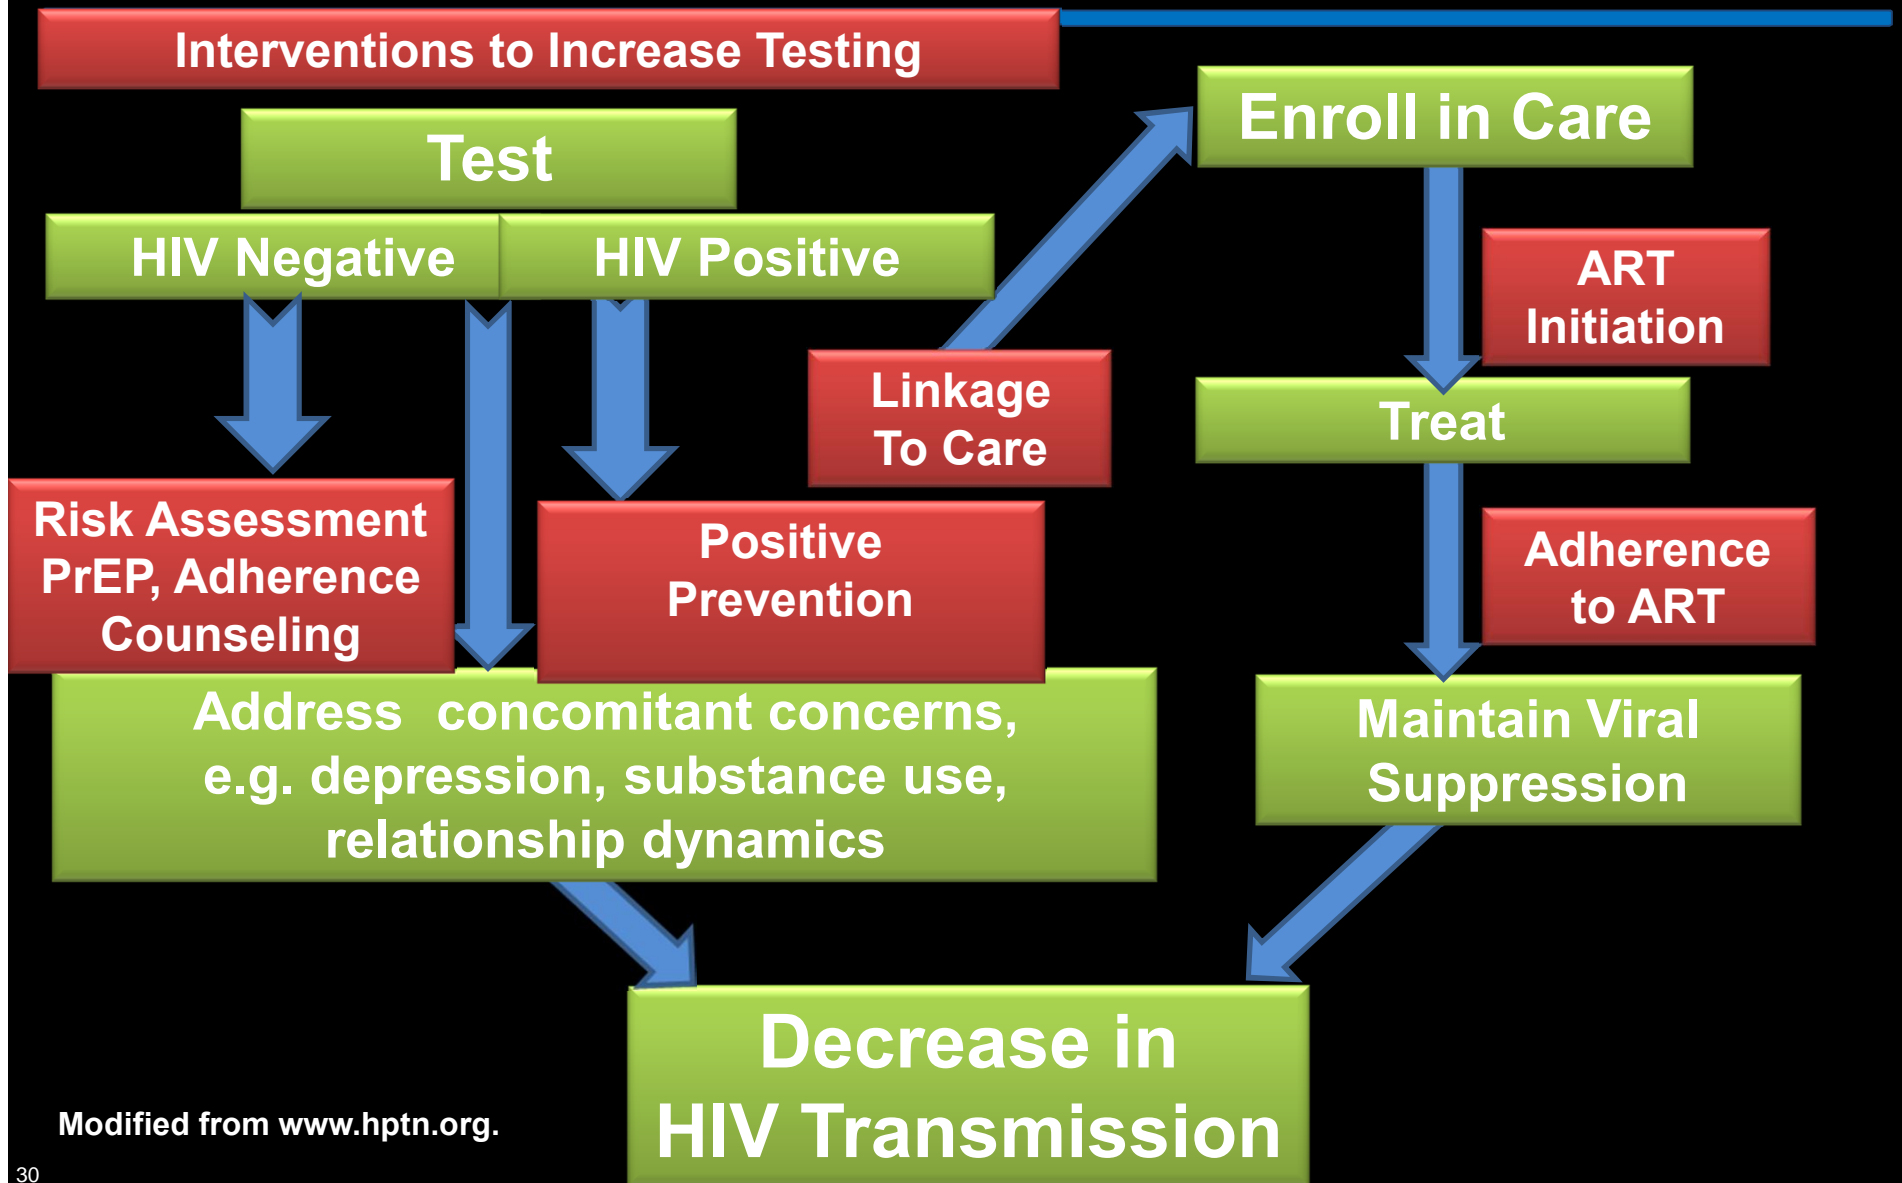 Interventions to Increase Testing
Test
HIV Negative
HIV Positive
Risk Assessment
PrEP, Adherence
Counseling
Positive
Prevention
Linkage
To Care
Enroll in Care
ART
Initiation
Treat
Adherence
to ART
Maintain Viral
Suppression
Address concomitant concerns,
e.g. depression, substance use,
relationship dynamics
Decrease in
HIV Transmission
Modified from www.hptn.org.
30